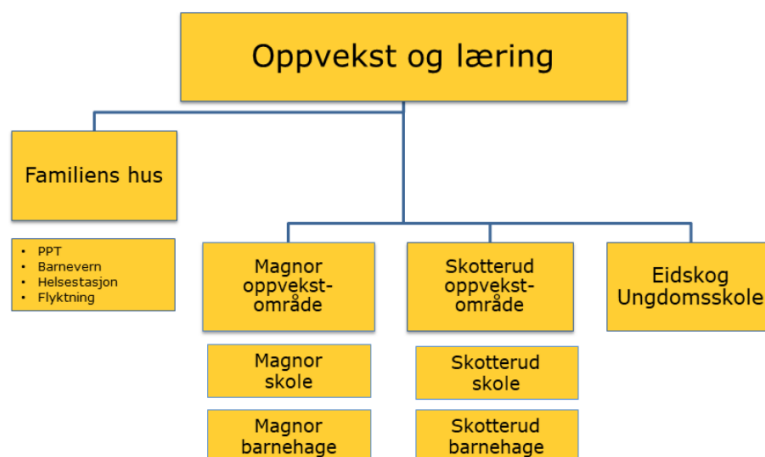 Oppvekst og læring
Familiens hus
• PPT
• Barnevern
• Helsestasjon
• Flyktning
Magnor
oppvekst-
område
Skotterud
oppvekst-
område
Eidskog
Ungdomsskole
Magnor
skole
Skotterud
skole
Magnor
barnehage
Skotterud
barnehage